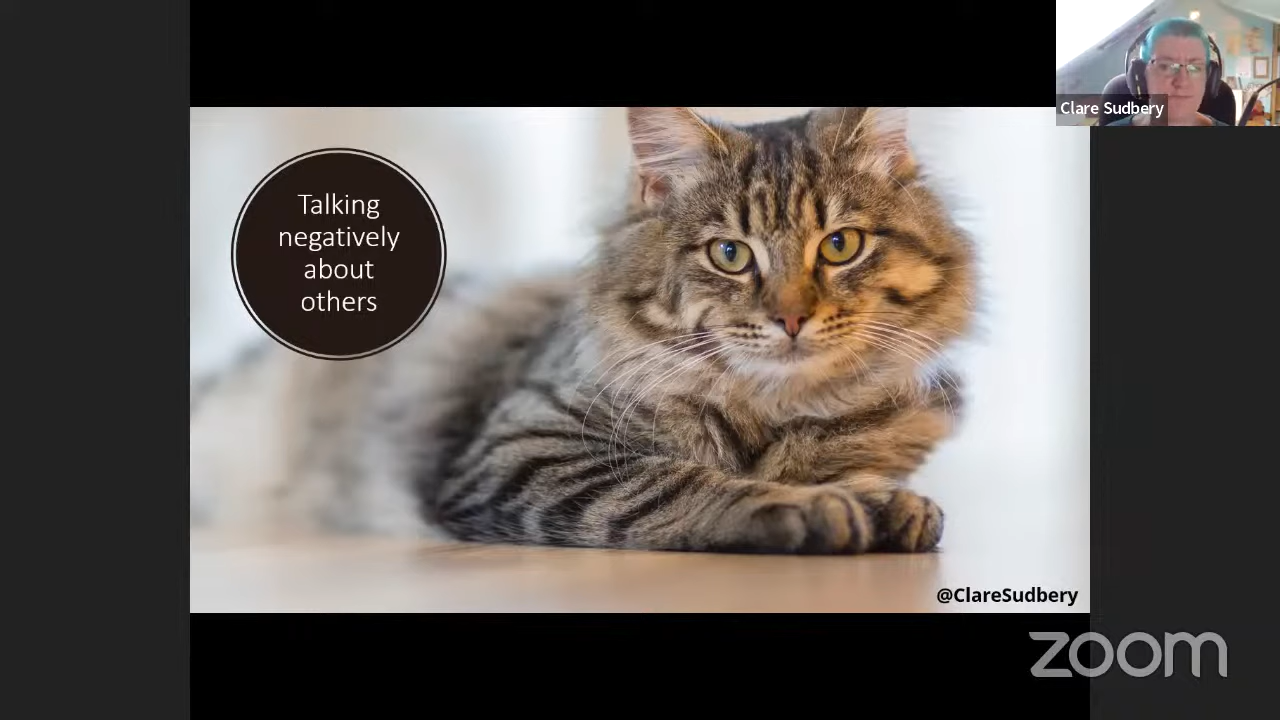 Clare Sudbery
Talking
negatively
about
others
@ClareSudbery
zoom